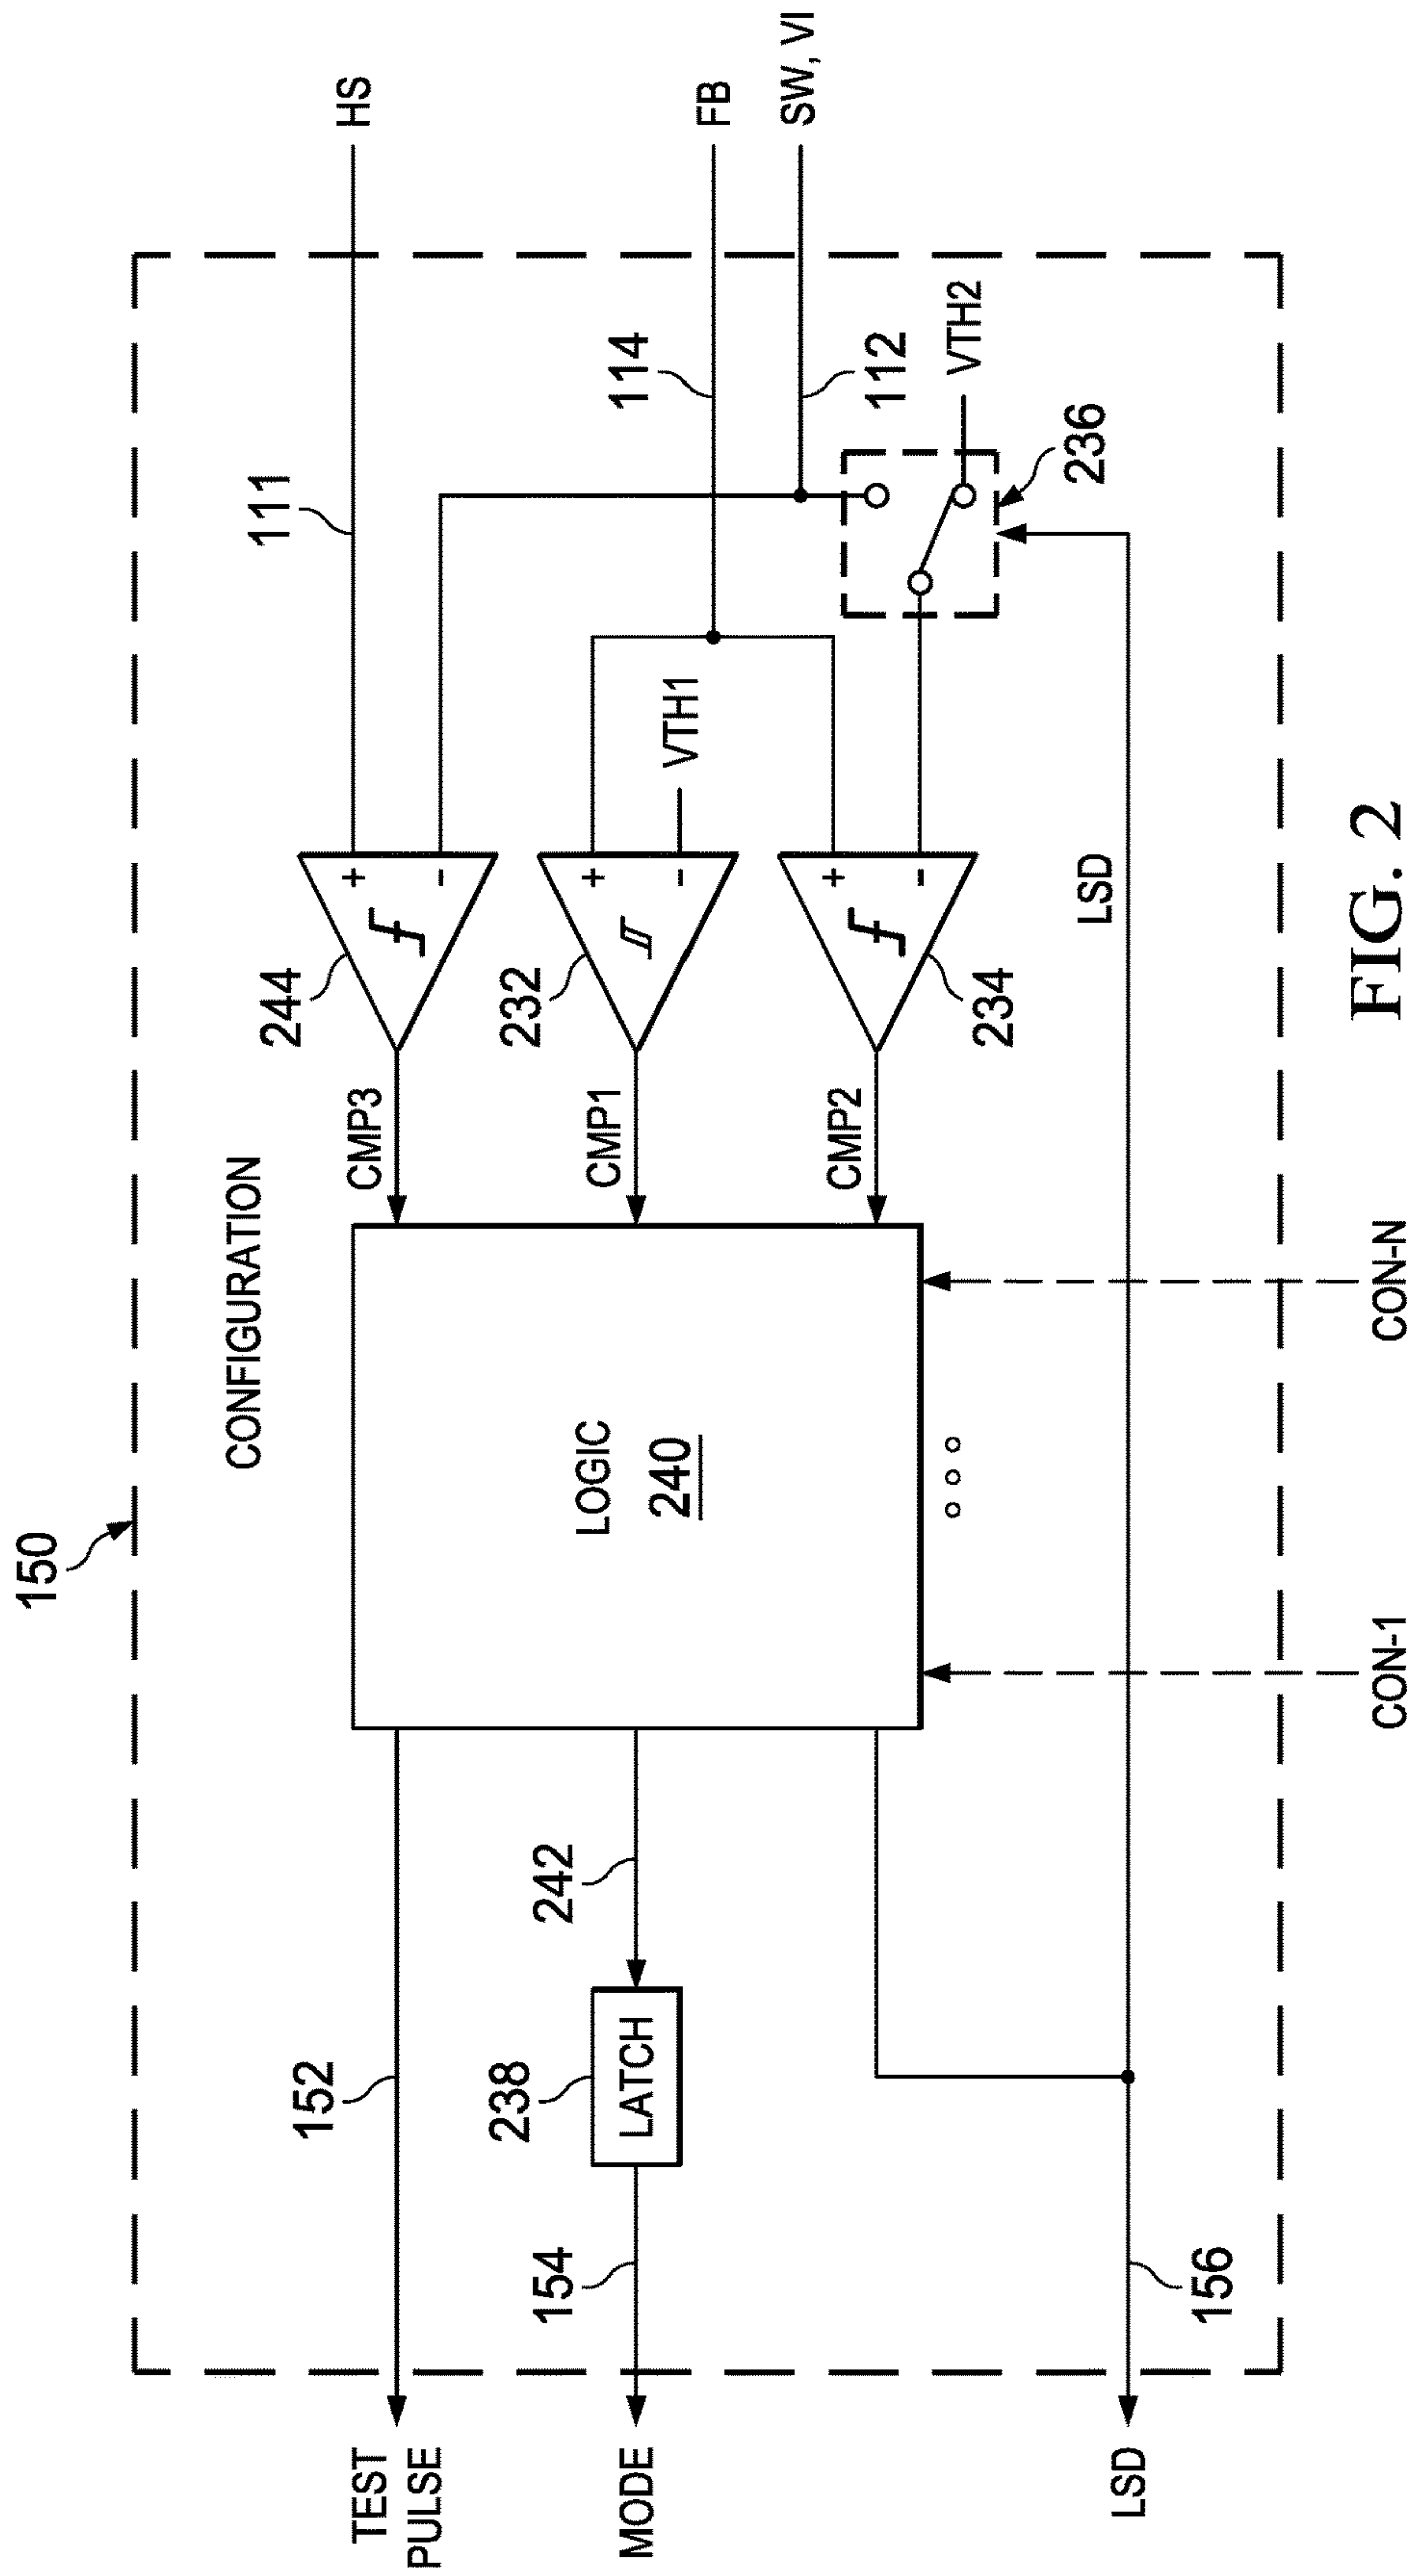 150
CONFIGURATION
TEST
PULSE
152
244
CMP3
+
-
111
HS
MODE
154
238
LATCH
242
LOGIC
240
232
CMP1
+
-
VTH1
114
FB
SW, VI
112
VTH2
236
234
CMP2
+
-
LSD
156
LSD
CON-1
CON-N
FIG. 2